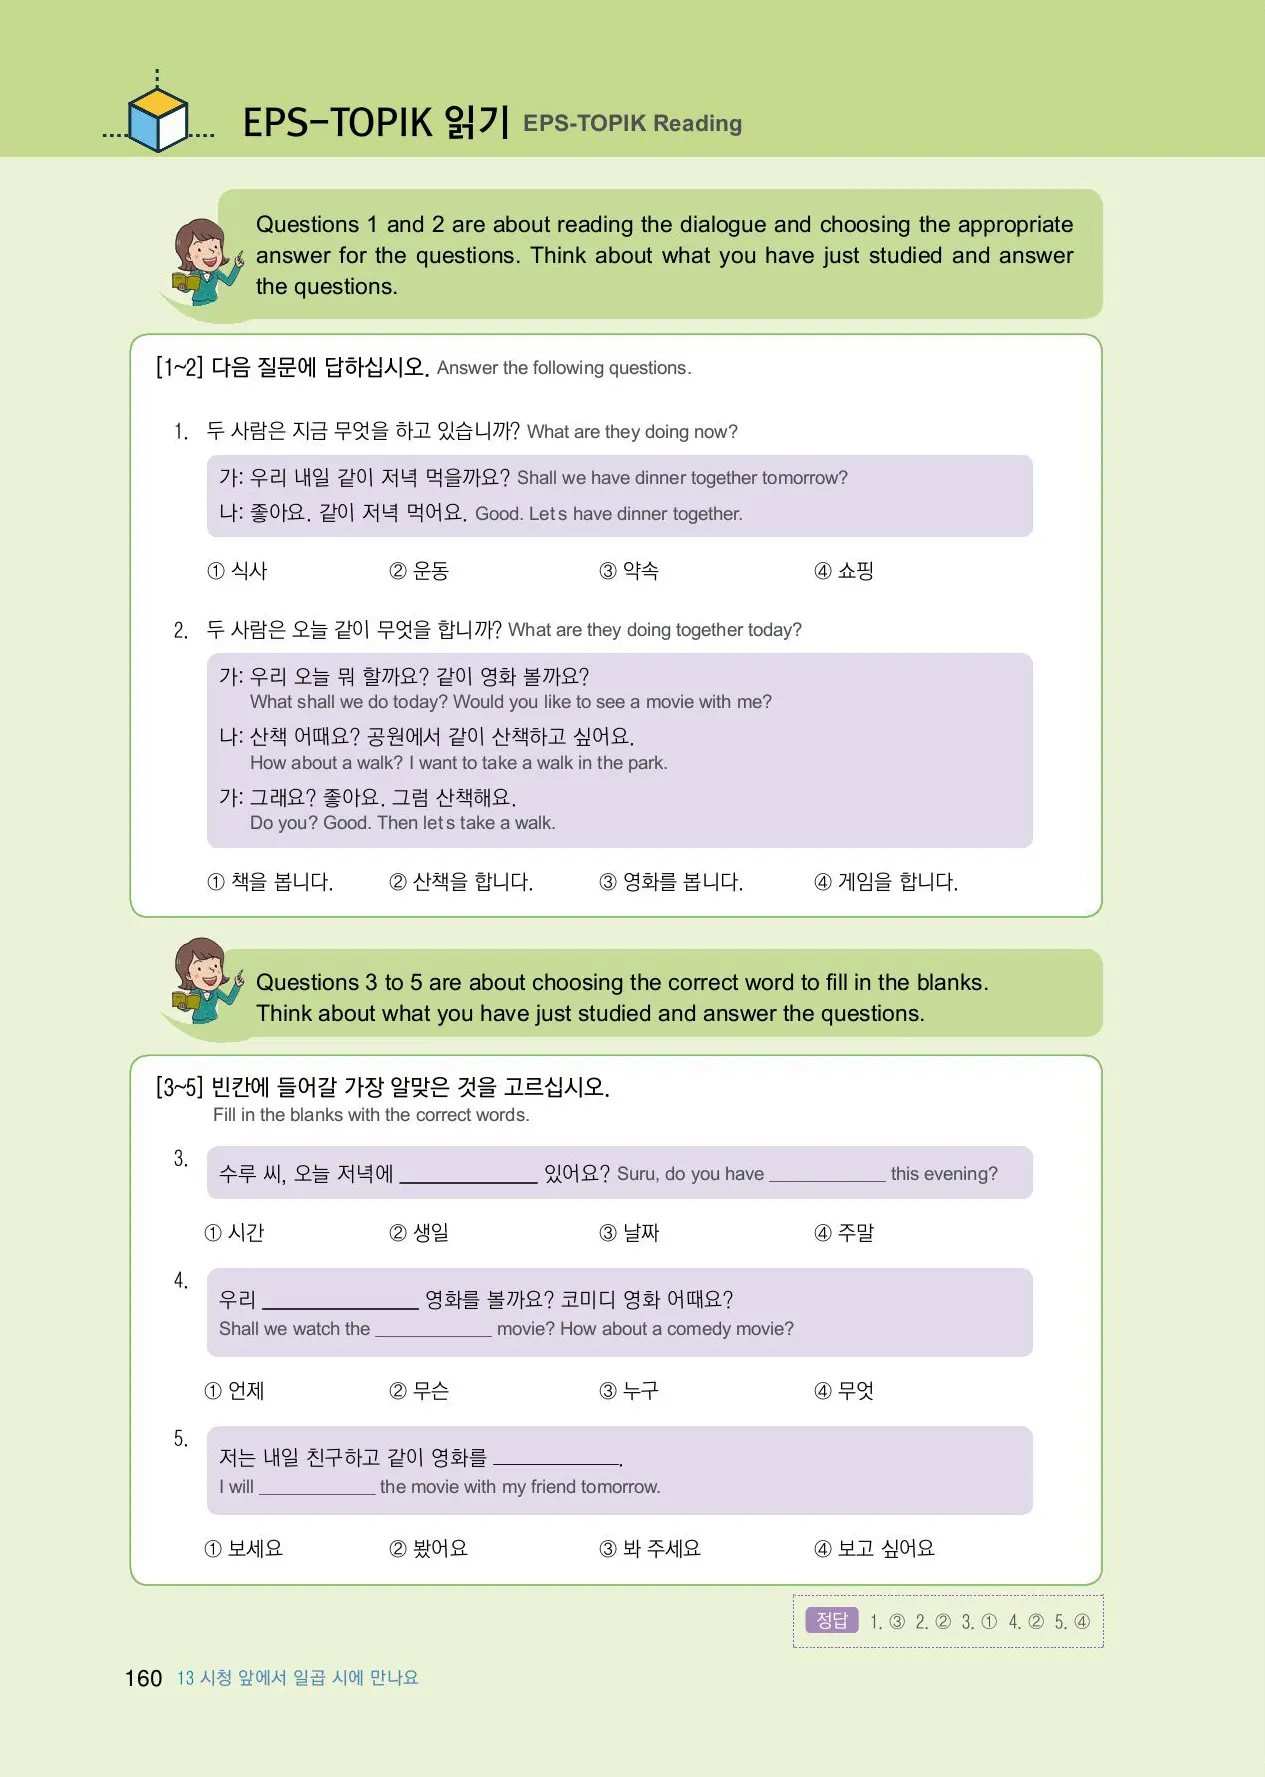 EPS-TOPIK 읽기 EPS-TOPIK Reading
Questions 1 and 2 are about reading the dialogue and choosing the appropriate
answer for the questions. Think about what you have just studied and answer
the questions.
[1~2] 다음 질문에 답하십시오. Answer the following questions.
1. 두 사람은 지금 무엇을 하고 있습니까? What are they doing now?
가: 우리 내일 같이 저녁 먹을까요? Shall we have dinner together tomorrow?
나: 좋아요. 같이 저녁 먹어요. Good. Let s have dinner together.
① 식사 ② 운동 ③ 약속 ④ 쇼핑
2. 두 사람은 오늘 같이 무엇을 합니까? What are they doing together today?
가: 우리 오늘 뭐 할까요? 같이 영화 볼까요?
What shall we do today? Would you like to see a movie with me?
나: 산책 어때요? 공원에서 같이 산책하고 싶어요.
How about a walk? I want to take a walk in the park.
가: 그래요? 좋아요. 그럼 산책해요.
Do you? Good. Then let s take a walk.
① 책을 봅니다. ② 산책을 합니다. ③ 영화를 봅니다. ④ 게임을 합니다.
Questions 3 to 5 are about choosing the correct word to fill in the blanks.
Think about what you have just studied and answer the questions.
[3~5] 빈칸에 들어갈 가장 알맞은 것을 고르십시오.
Fill in the blanks with the correct words.
3. 수루 씨, 오늘 저녁에 ____________ 있어요? Suru, do you have ____________ this evening?
① 시간 ② 생일 ③ 날짜 ④ 주말
4. 우리 ____________ 영화를 볼까요? 코미디 영화 어때요?
Shall we watch the ____________ movie? How about a comedy movie?
① 언제 ② 무슨 ③ 누구 ④ 무엇
5. 저는 내일 친구하고 같이 영화를 ____________.
I will ____________ the movie with my friend tomorrow.
① 보세요 ② 봤어요 ③ 봐 주세요 ④ 보고 싶어요
정답 1. ③ 2. ② 3. ① 4. ② 5. ④
160 13 시청 앞에서 일곱 시에 만나요